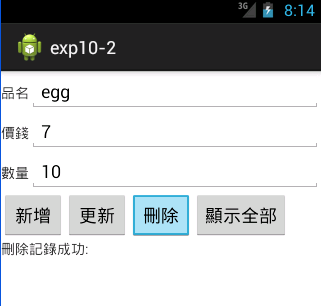 3G 8:14
exp10-2
品名 egg
價錢 7
數量 10
新增 更新 刪除 顯示全部
刪除記錄成功: